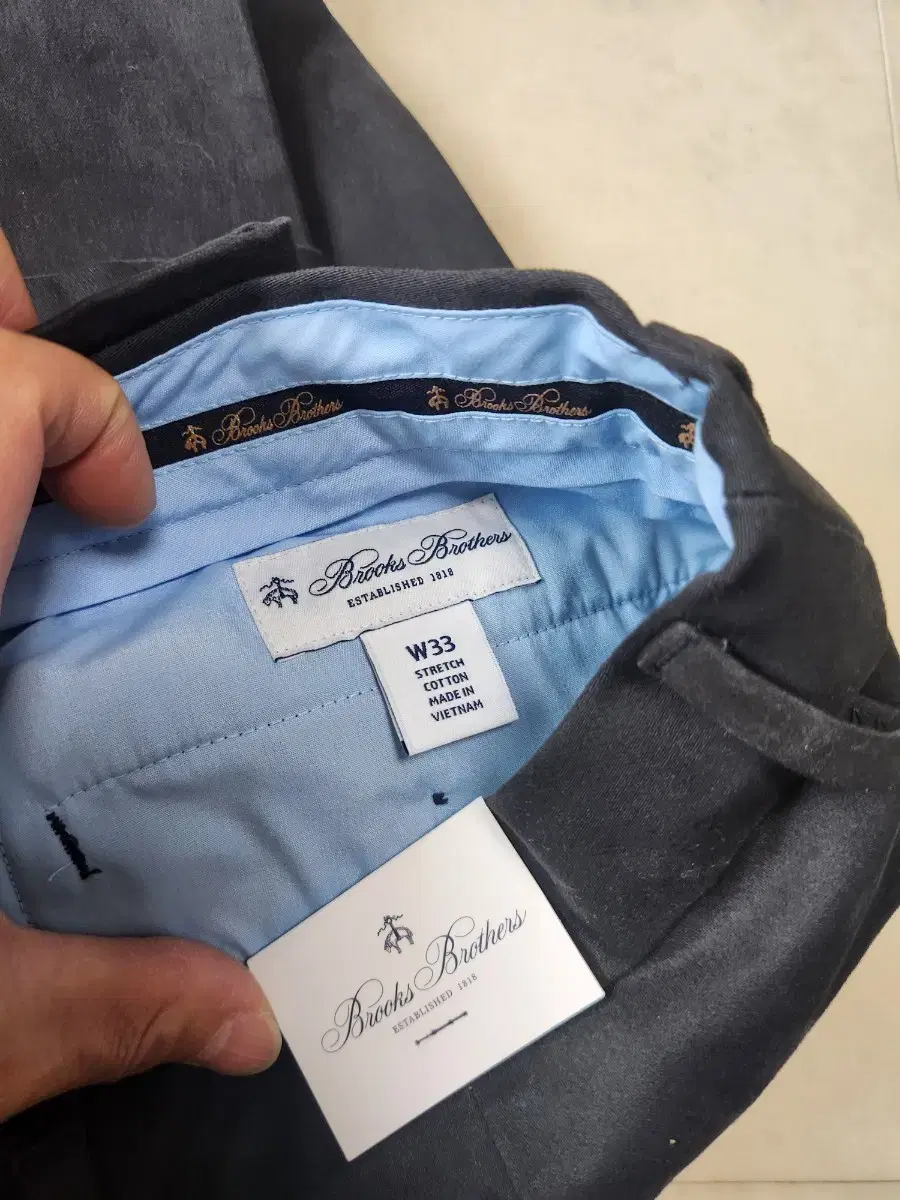 Brooks Brothers
Brooks Brothers
Brooks Brothers
ESTABLISHED 1818
W33
STRETCH
COTTON
MADE IN
VIETNAM
Brooks Brothers
ESTABLISHED 1818